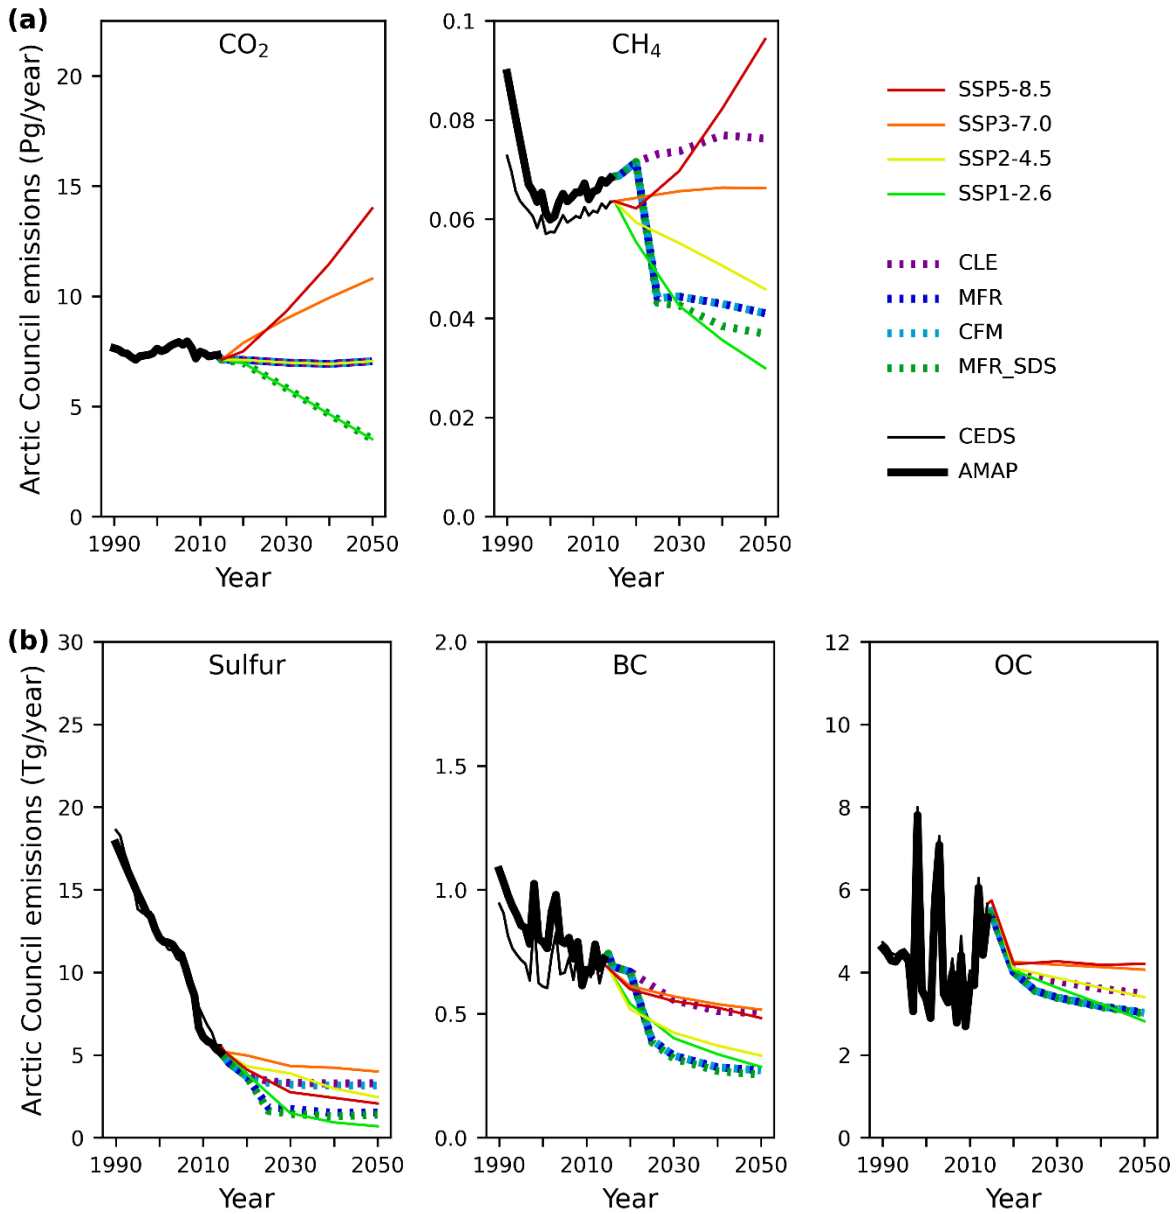 (a)
CO₂
CH₄
Arctic Council emissions (Pg/year)
20
15
10
5
0
1990
2010
2030
2050
Year
0.1
0.08
0.06
0.04
0.02
0.0
1990
2010
2030
2050
Year
SSP5-8.5
SSP3-7.0
SSP2-4.5
SSP1-2.6
CLE
MFR
CFM
MFR_SDS
CEDS
AMAP
(b)
Sulfur
BC
OC
Arctic Council emissions (Tg/year)
30
25
20
15
10
5
0
1990
2010
2030
2050
Year
2.0
1.5
1.0
0.5
0.0
1990
2010
2030
2050
Year
12
10
8
6
4
2
0
1990
2010
2030
2050
Year